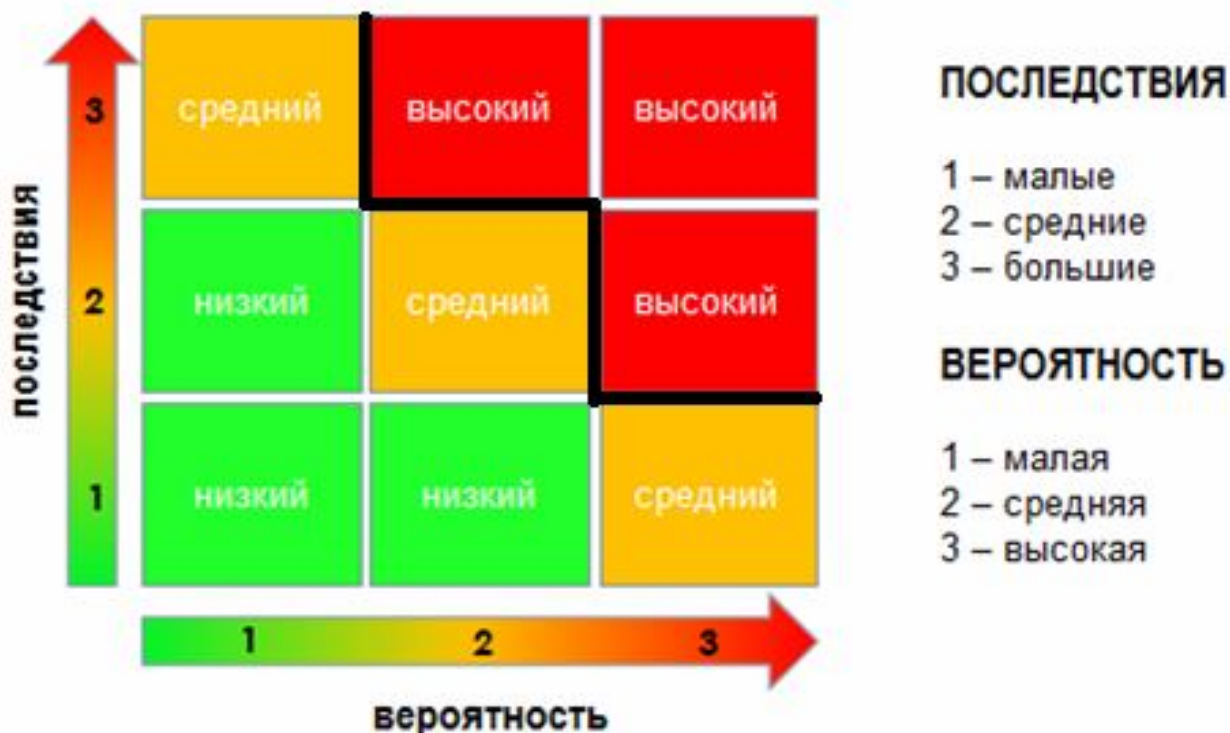 последствия
3
2
1
средний
высокий
высокий
низкий
средний
высокий
низкий
низкий
средний
1
2
3
вероятность
ПОСЛЕДСТВИЯ
1 – малые
2 – средние
3 – большие
ВЕРОЯТНОСТЬ
1 – малая
2 – средняя
3 – высокая